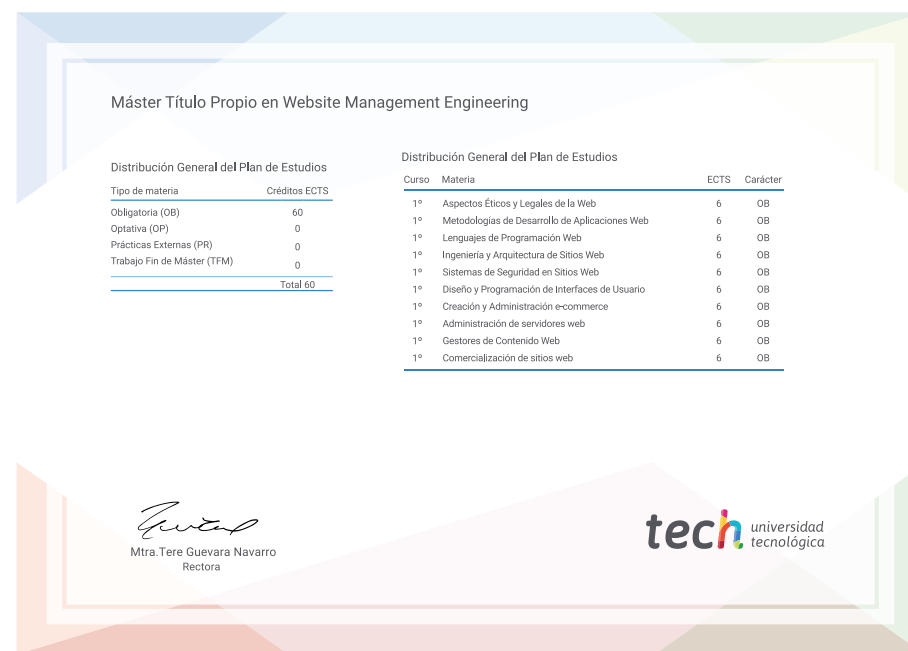 Máster Título Propio en Website Management Engineering
Distribución General del Plan de Estudios
Tipo de materia Créditos ECTS
Obligatoria (OB) 60
Optativa (OP) 0
Prácticas Externas (PR) 0
Trabajo Fin de Máster (TFM) 0
Total 60
Distribución General del Plan de Estudios
Curso Materia ECTS Carácter
1º Aspectos Éticos y Legales de la Web 6 OB
1º Metodologías de Desarrollo de Aplicaciones Web 6 OB
1º Lenguajes de Programación Web 6 OB
1º Ingeniería y Arquitectura de Sitios Web 6 OB
1º Sistemas de Seguridad en Sitios Web 6 OB
1º Diseño y Programación de Interfaces de Usuario 6 OB
1º Creación y Administración e-commerce 6 OB
1º Administración de servidores web 6 OB
1º Gestores de Contenido Web 6 OB
1º Comercialización de sitios web 6 OB
Mtra.Tere Guevara Navarro
Rectora
tech universidad
tecnológica